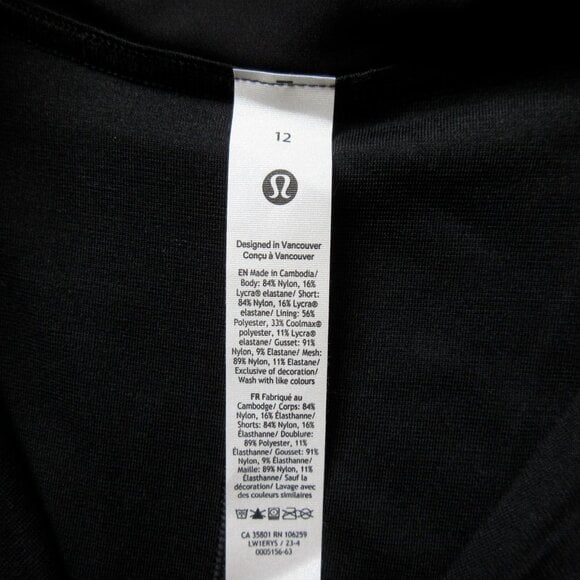 12
Designed in Vancouver
Conçu à Vancouver
EN Made in Cambodia/
Body: 84% Nylon, 16%
Lycra® elastane/ Short:
84% Nylon, 16% Lycra®
elastane/ Lining: 56%
Polyester, 33% Coolmax®
polyester, 11% Lycra®
elastane/ Gusset: 91%
Nylon, 9% Elastane/ Mesh:
89% Nylon, 11% Elastane/
Exclusive of decoration/
Wash with like colours
FR Fabriqué au
Cambodge/ Corps: 84%
Nylon, 16% Élasthanne/
Shorts: 84% Nylon, 16%
Élasthanne/ Doublure:
89% Polyester, 11%
Élasthanne/ Gousset: 91%
Nylon, 9% Élasthanne/
Maille: 89% Nylon, 11%
Élasthanne/ Sauf la
décoration/ Lavage avec
des couleurs similaires
CA 35801 RN 106259
LW1ERYS / 23-4
0005156-63